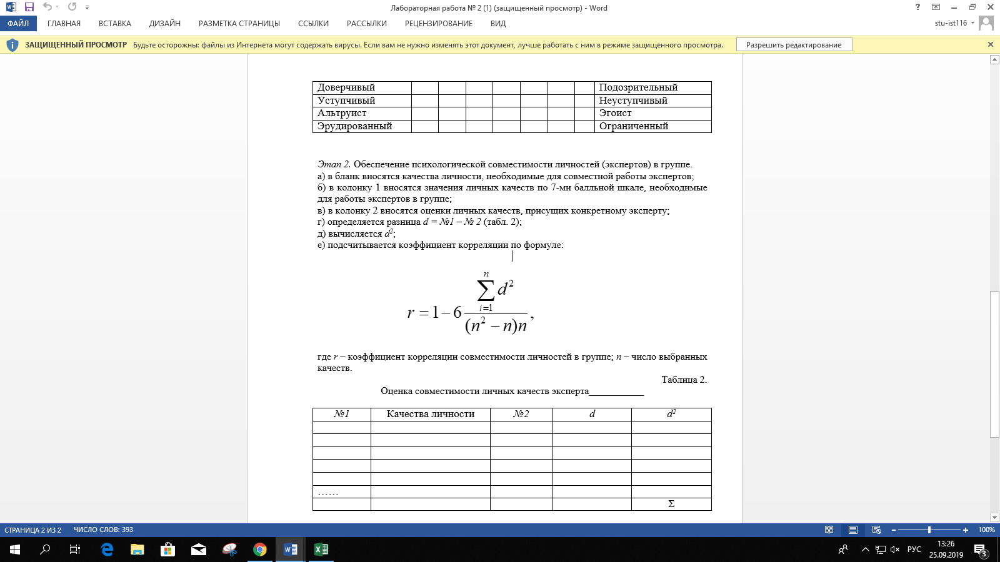 Лабораторная работа № 2 (1) (защищенный просмотр) - Word
ФАЙЛ ГЛАВНАЯ ВСТАВКА ДИЗАЙН РАЗМЕТКА СТРАНИЦЫ ССЫЛКИ РАССЫЛКИ РЕЦЕНЗИРОВАНИЕ ВИД stu-ist116
ЗАЩИЩЕННЫЙ ПРОСМОТР Будьте осторожны: файлы из Интернета могут содержать вирусы. Если вам не нужно изменять этот документ, лучше работать с ним в режиме защищенного просмотра. Разрешить редактирование
Доверчивый Подозрительный
Уступчивый Неуступчивый
Альтруист Эгоист
Эрудированный Ограниченный
Этап 2. Обеспечение психологической совместимости личностей (экспертов) в группе.
а) в бланк вносятся качества личности, необходимые для совместной работы экспертов;
б) в колонку 1 вносятся значения личных качеств по 7-ми балльной шкале, необходимые
для работы экспертов в группе;
в) в колонку 2 вносятся оценки личных качеств, присущих конкретному эксперту;
г) определяется разница d = №1 – № 2 (табл. 2);
д) вычисляется d²;
е) подсчитывается коэффициент корреляции по формуле:
n
∑ d²
i=1
r = 1 – 6
(n² – n)n ,
где r – коэффициент корреляции совместимости личностей в группе; n – число выбранных
качеств.
Таблица 2.
Оценка совместимости личных качеств эксперта___________
№1 Качества личности №2 d d²
……
Σ
СТРАНИЦА 2 ИЗ 2 ЧИСЛО СЛОВ: 393 100%
РУС 13:26
25.09.2019 3